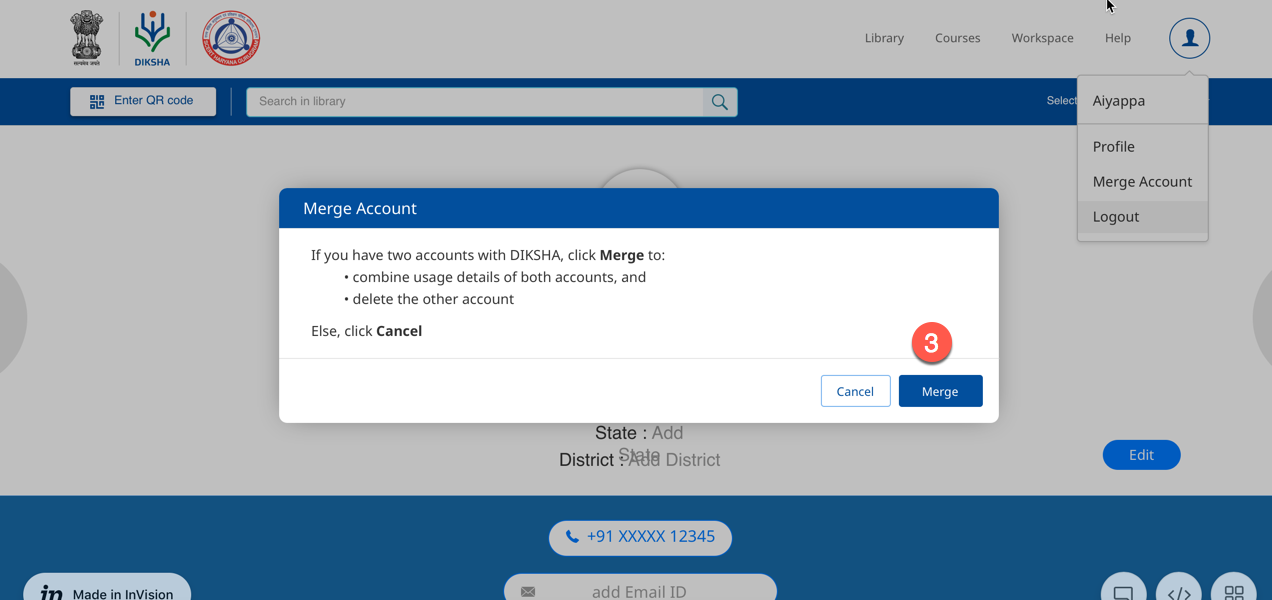 सत्यमेव जयते
DIKSHA
Library
Courses
Workspace
Help
Enter QR code
Search in library
Select
Aiyappa
Profile
Merge Account
Logout
Merge Account
If you have two accounts with DIKSHA, click Merge to:
• combine usage details of both accounts, and
• delete the other account
Else, click Cancel
3
Cancel
Merge
State : Add
State
District : Add District
Edit
+91 XXXXX 12345
add Email ID
in Made in InVision